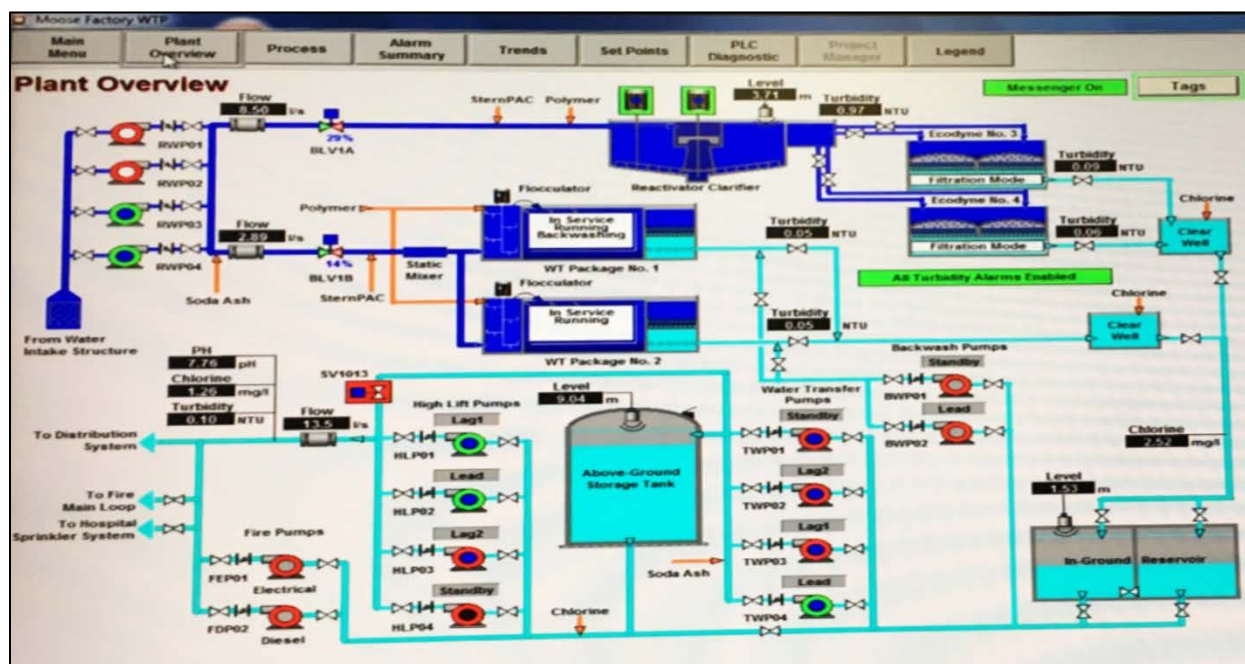 Moose Factory WTP
Main
Menu
Plant
Overview
Process
Alarm
Summary
Trends
Set Points
PLC
Diagnostic
Project
Manager
Legend
Plant Overview
Messenger On
Tags
Flow
8.50 l/s
RWP01
RWP02
RWP03
RWP04
29%
BLV1A
SternPAC
Polymer
Level
3.71 m
Turbidity
0.97 NTU
Reactivator Clarifier
Ecodyne No. 3
Filtration Mode
Turbidity
0.09 NTU
Ecodyne No. 4
Filtration Mode
Turbidity
0.06 NTU
Chlorine
Clear
Well
Flow
2.89 l/s
14%
BLV1B
Soda Ash
SternPAC
Polymer
Static
Mixer
Flocculator
In Service
Running
Backwashing
WT Package No. 1
Flocculator
In Service
Running
WT Package No. 2
Turbidity
0.05 NTU
Turbidity
0.05 NTU
All Turbidity Alarms Enabled
Chlorine
Clear
Well
From Water
Intake Structure
PH
7.76 pH
Chlorine
1.26 mg/l
Turbidity
0.10 NTU
Flow
13.5 l/s
SV1013
To Distribution
System
To Fire
Main Loop
To Hospital
Sprinkler System
Fire Pumps
FEP01
Electrical
FDP02
Diesel
High Lift Pumps
Lag1
HLP01
Lead
HLP02
Lag2
HLP03
Standby
HLP04
Level
9.04 m
Above-Ground
Storage Tank
Chlorine
Soda Ash
Water Transfer
Pumps
Standby
TWP01
Lag2
TWP02
Lag1
TWP03
Lead
TWP04
Backwash Pumps
Standby
BWP01
Lead
BWP02
Chlorine
2.52 mg/l
Level
1.53 m
In-Ground Reservoir